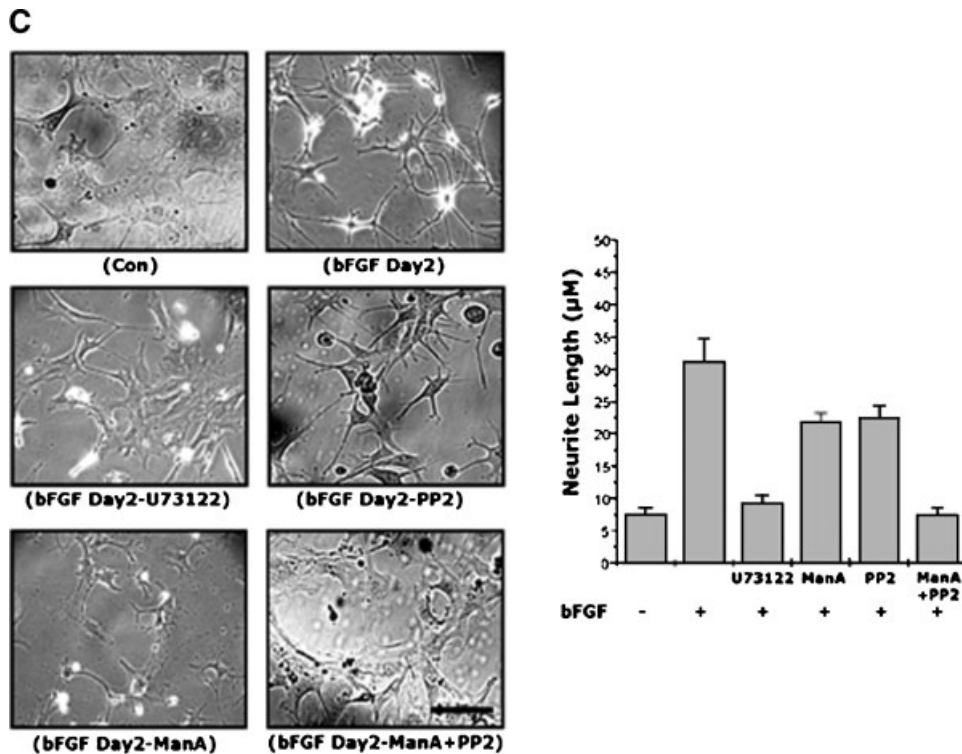 C
(Con)
(bFGF Day2)
(bFGF Day2-U73122)
(bFGF Day2-PP2)
(bFGF Day2-ManA)
(bFGF Day2-ManA+PP2)
Neurite Length (µM)
50
45
40
35
30
25
20
15
10
5
0
U73122 ManA PP2 ManA
+PP2
bFGF - + + + + +